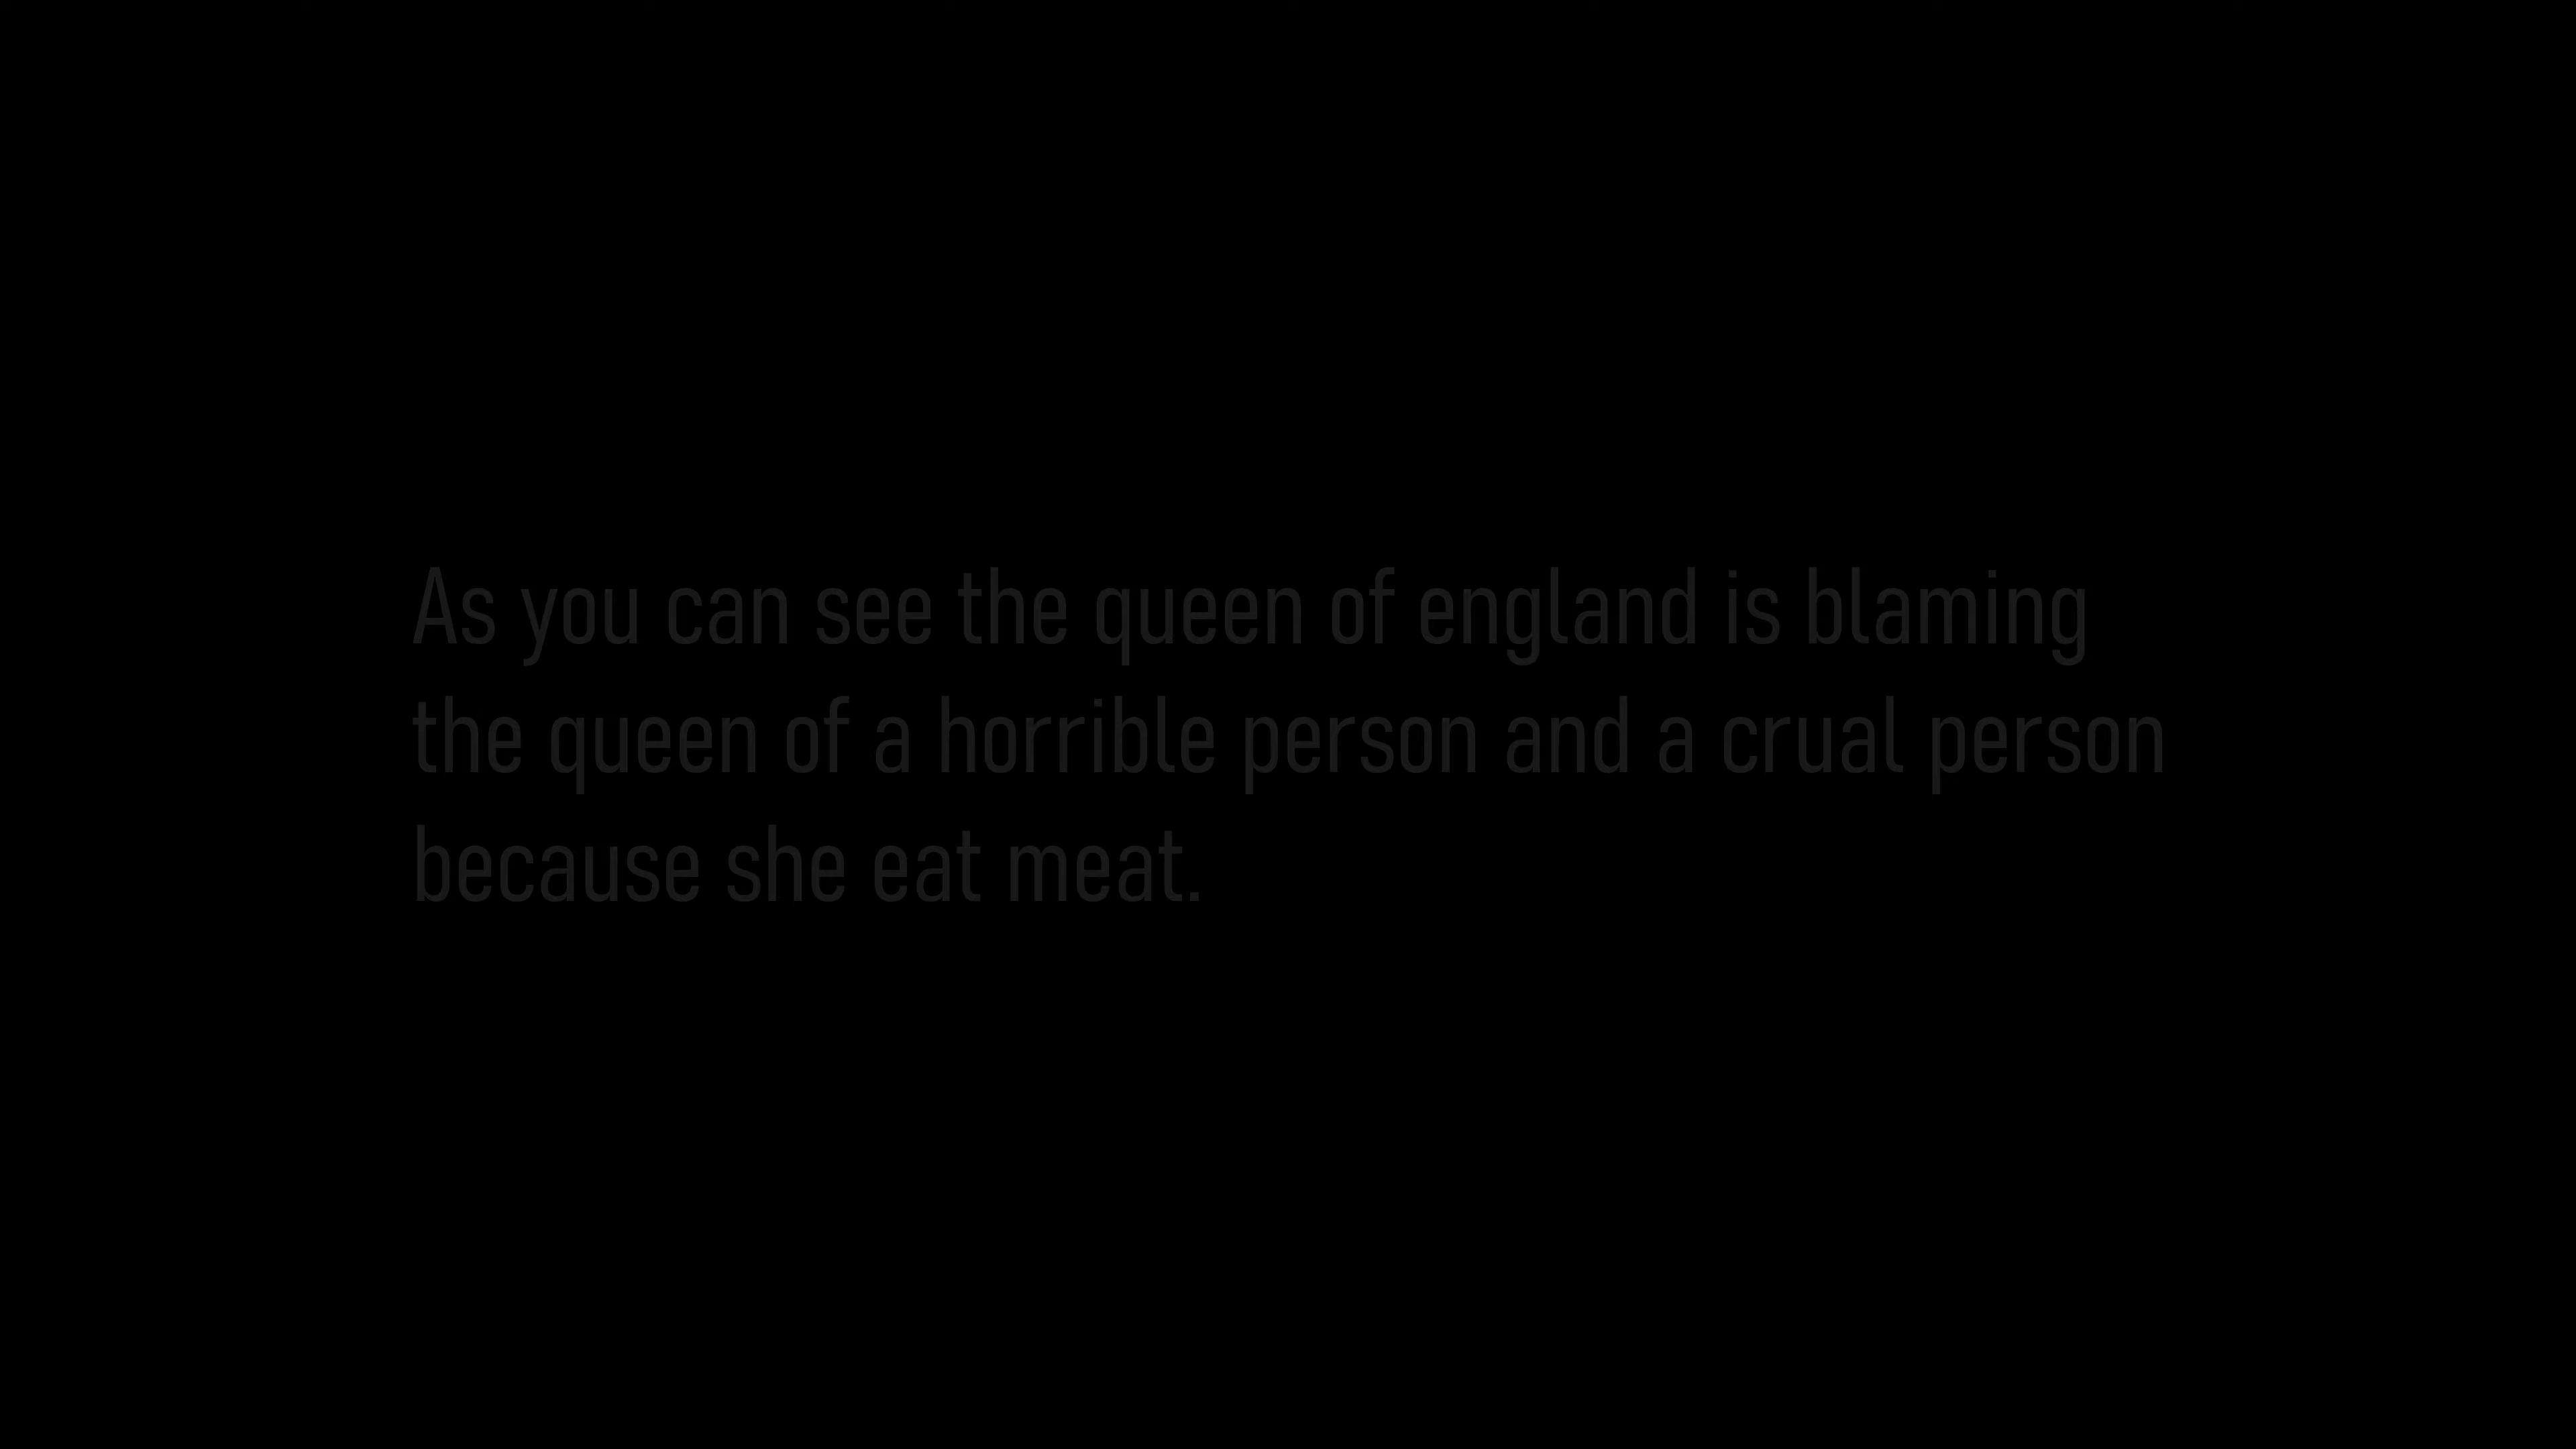 As you can see the queen of england is blaming
the queen of a horrible person and a crual person
because she eat meat.